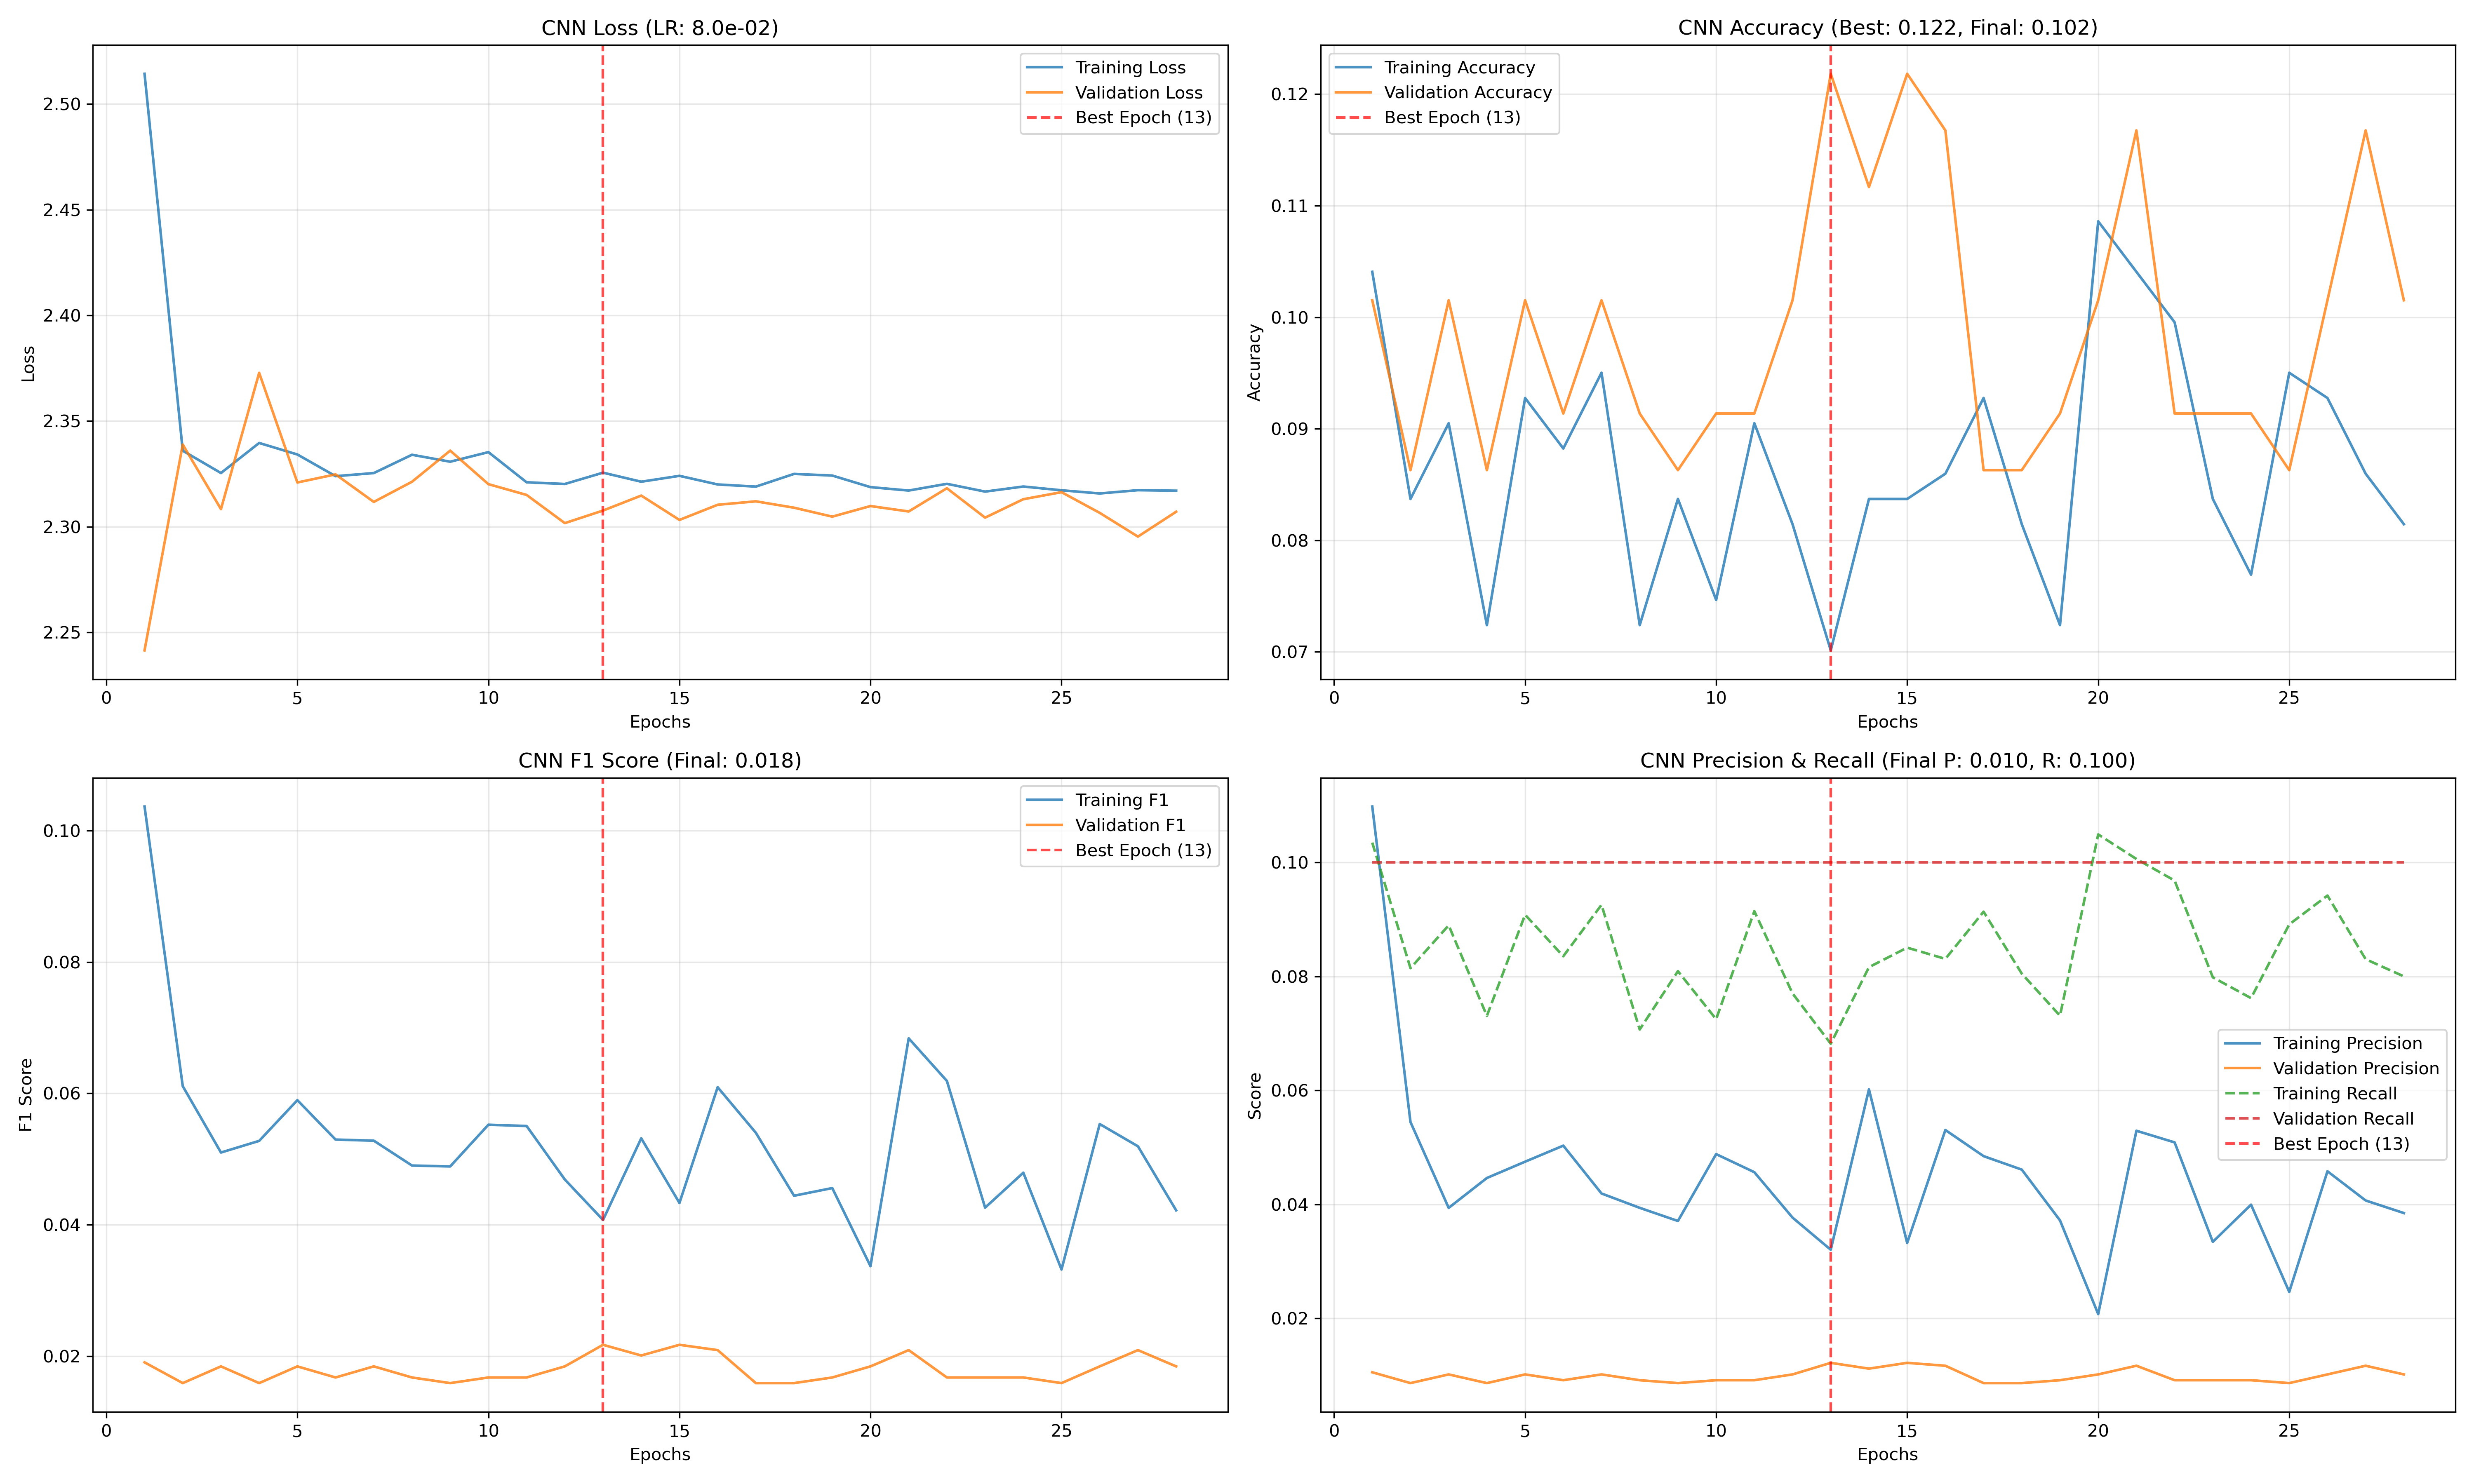 CNN Loss (LR: 8.0e-02)
Training Loss
Validation Loss
Best Epoch (13)
2.50
2.45
2.40
2.35
2.30
2.25
Loss
0 5 10 15 20 25
Epochs
CNN Accuracy (Best: 0.122, Final: 0.102)
Training Accuracy
Validation Accuracy
Best Epoch (13)
0.12
0.11
0.10
0.09
0.08
0.07
Accuracy
0 5 10 15 20 25
Epochs
CNN F1 Score (Final: 0.018)
Training F1
Validation F1
Best Epoch (13)
0.10
0.08
0.06
0.04
0.02
F1 Score
0 5 10 15 20 25
Epochs
CNN Precision & Recall (Final P: 0.010, R: 0.100)
0.10
0.08
0.06
0.04
0.02
Score
Training Precision
Validation Precision
Training Recall
Validation Recall
Best Epoch (13)
0 5 10 15 20 25
Epochs